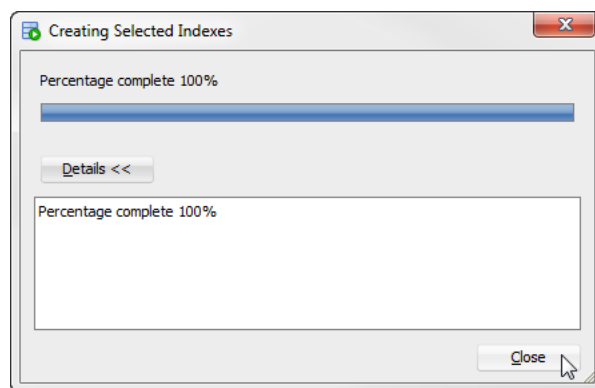 Creating Selected Indexes
Percentage complete 100%
Details <<
Percentage complete 100%
Close